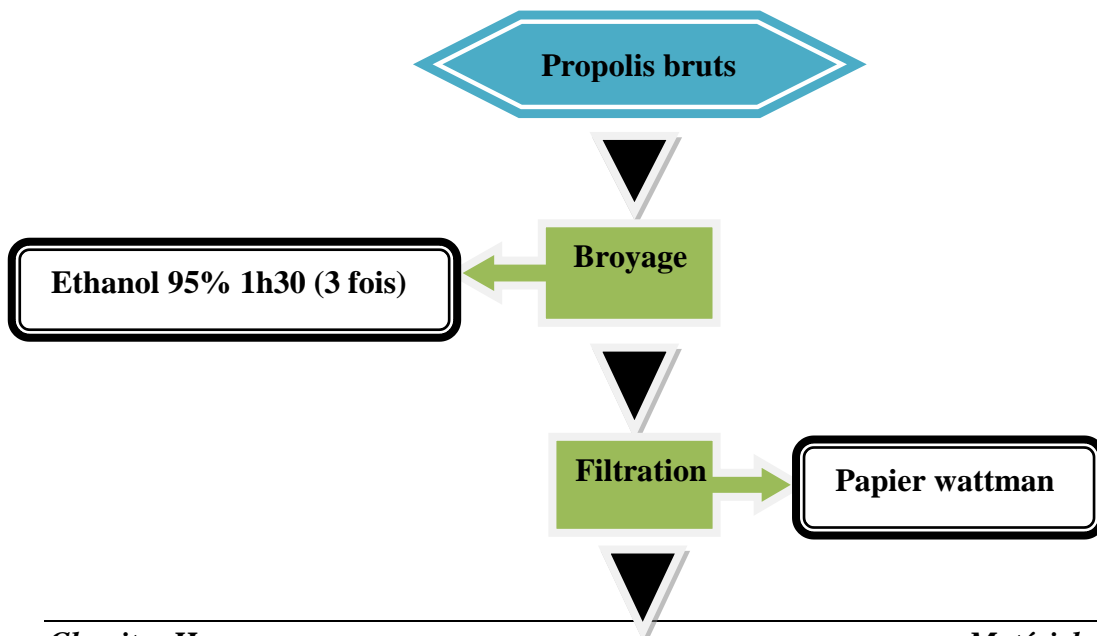 Propolis bruts
Broyage
Ethanol 95% 1h30 (3 fois)
Filtration
Papier wattman